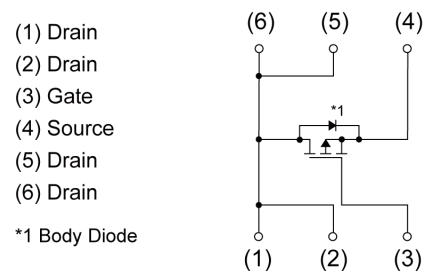 (1) Drain
(2) Drain
(3) Gate
(4) Source
(5) Drain
(6) Drain
*1 Body Diode
(6) (5) (4)
*1
(1) (2) (3)